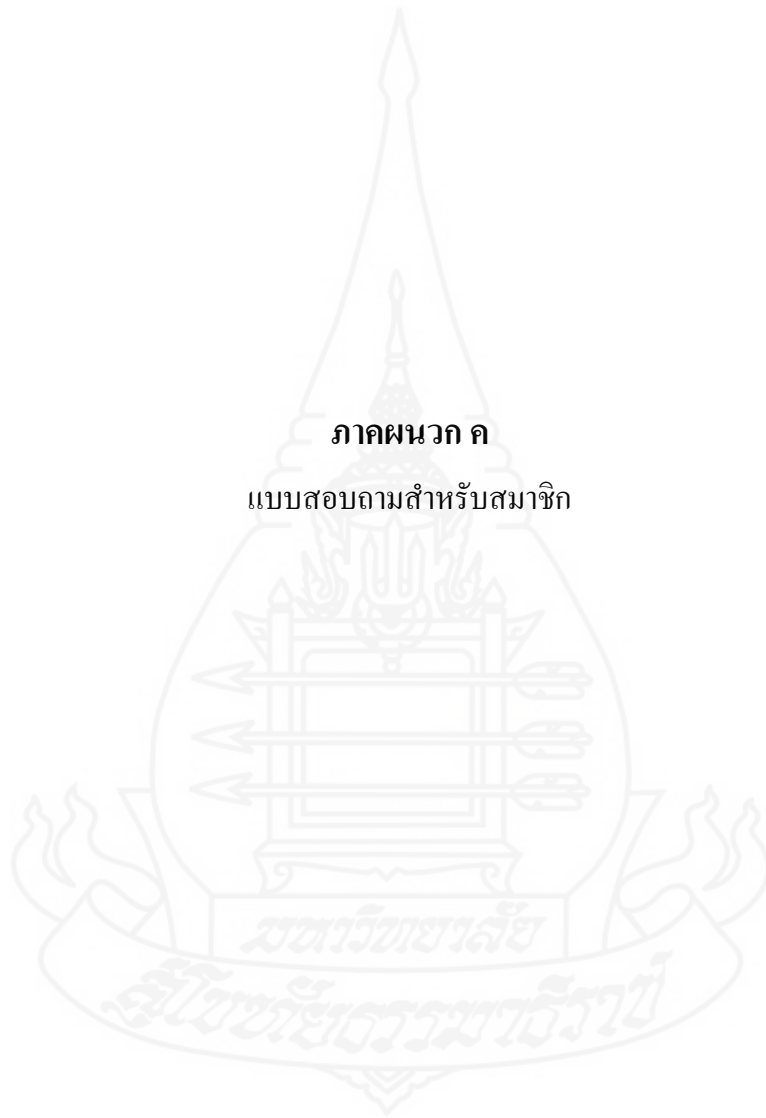 ภาคผนวก ค
แบบสอบถามสำหรับสมาชิก
มหาวิทยาลัย
สุโขทัยธรรมาธิราช